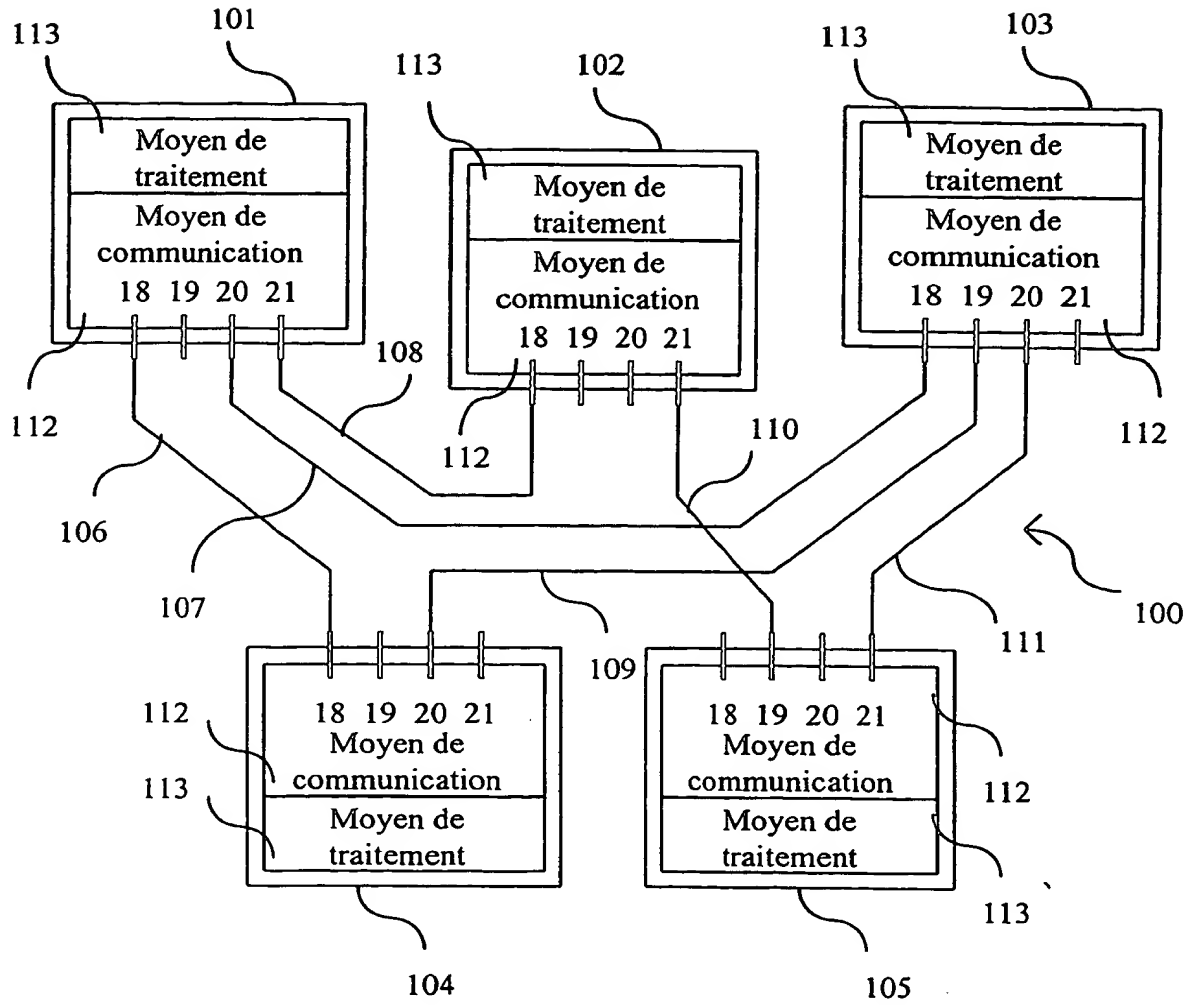 113
101
113
102
113
103
Moyen de
traitement
Moyen de
communication
18 19 20 21
Moyen de
traitement
Moyen de
communication
18 19 20 21
Moyen de
traitement
Moyen de
communication
18 19 20 21
112
108
112
110
112
106
107
109
111
100
18 19 20 21
Moyen de
communication
Moyen de
traitement
112
113
18 19 20 21
Moyen de
communication
Moyen de
traitement
112
113
104
105